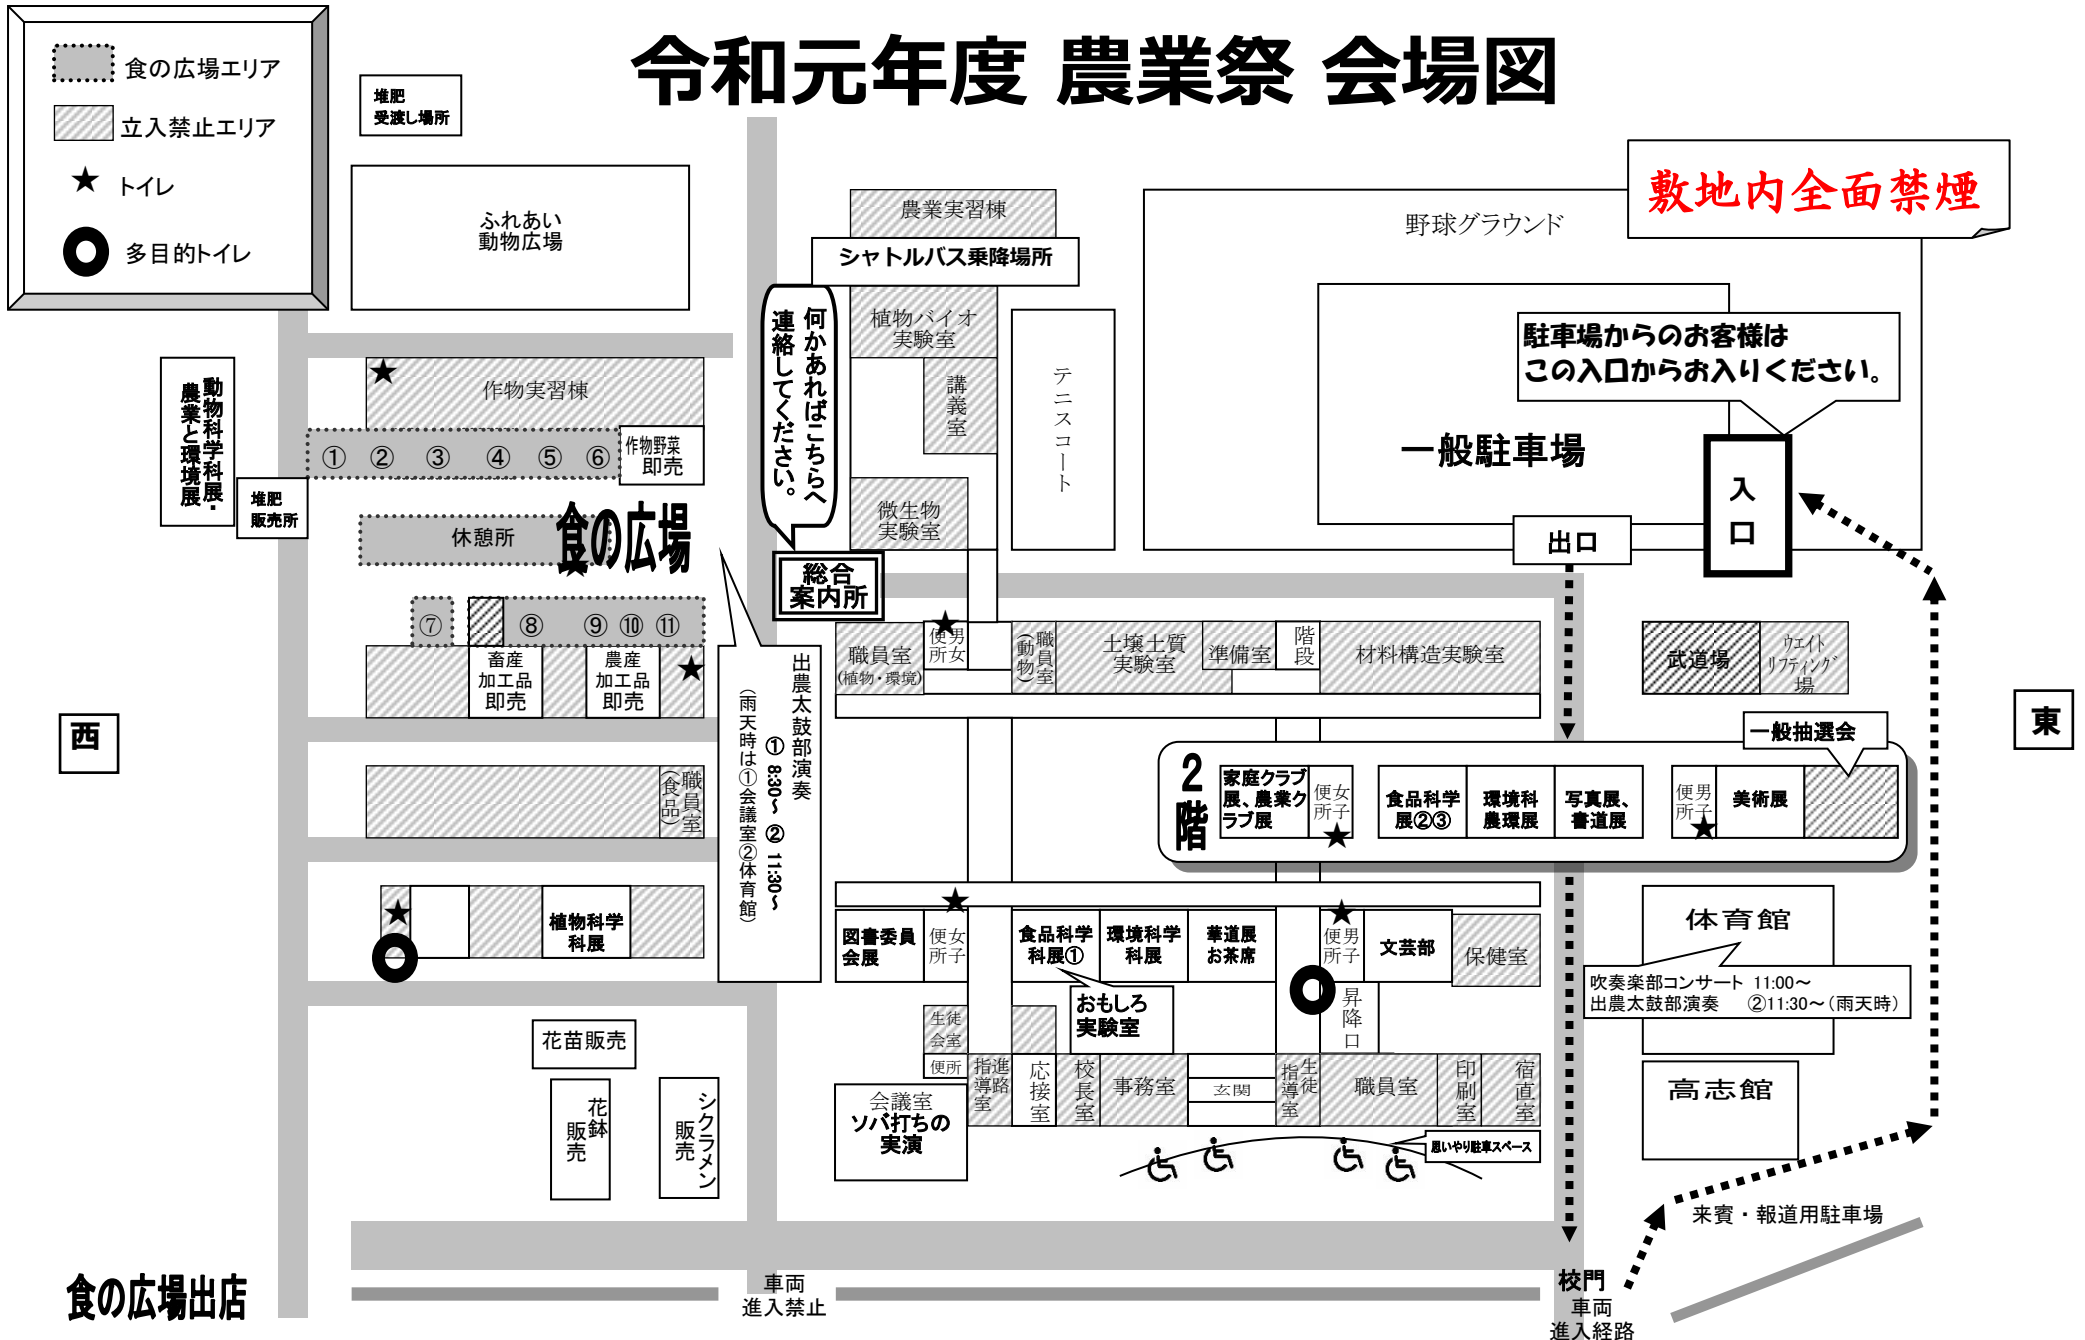 令和元年度 農業祭 会場図
食の広場エリア
立入禁止エリア
トイレ
多目的トイレ
堆肥
受渡し場所
ふれあい
動物広場
農業実習棟
シャトルバス乗降場所
植物バイオ
実験室
講義室
微生物
実験室
テニスコート
野球グラウンド
敷地内全面禁煙
駐車場からのお客様は
この入口からお入りください。
一般駐車場
入口
出口
何かあればこちらへ
連絡してください。
総合
案内所
動物科学科展・
農業と環境展
堆肥
販売所
作物実習棟
① ② ③ ④ ⑤ ⑥
作物野菜
即売
休憩所
食の広場
⑦ ⑧ ⑨ ⑩ ⑪
畜産
加工品
即売
農産
加工品
即売
出農太鼓部演奏
① 8:30～ ② 11:30～
（雨天時は①会議室②体育館）
職員室
(植物・環境)
男女
便所
職員室
(動物)
土壌土質
実験室
準備室
階段
材料構造実験室
武道場
ウエイト
リフティング
場
西
東
職員室
(食品)
2階
家庭クラブ
展、農業ク
ラブ展
女子
便所
食品科学
展②③
環境科
農環展
写真展、
書道展
男子
便所
美術展
一般抽選会
植物科学
科展
図書委員
会展
女子
便所
食品科学
科展①
環境科学
科展
華道展
お茶席
男子
便所
文芸部
保健室
おもしろ
実験室
昇降口
体育館
吹奏楽部コンサート 11:00～
出農太鼓部演奏 ②11:30～（雨天時）
高志館
生徒
会室
便所
進路
指導室
応接室
校長室
事務室
玄関
生徒
指導室
職員室
印刷室
宿直室
会議室
ソバ打ちの
実演
思いやり駐車スペース
花苗販売
花鉢
販売
シクラメン
販売
来賓・報道用駐車場
食の広場出店
車両
進入禁止
校門
車両
進入経路